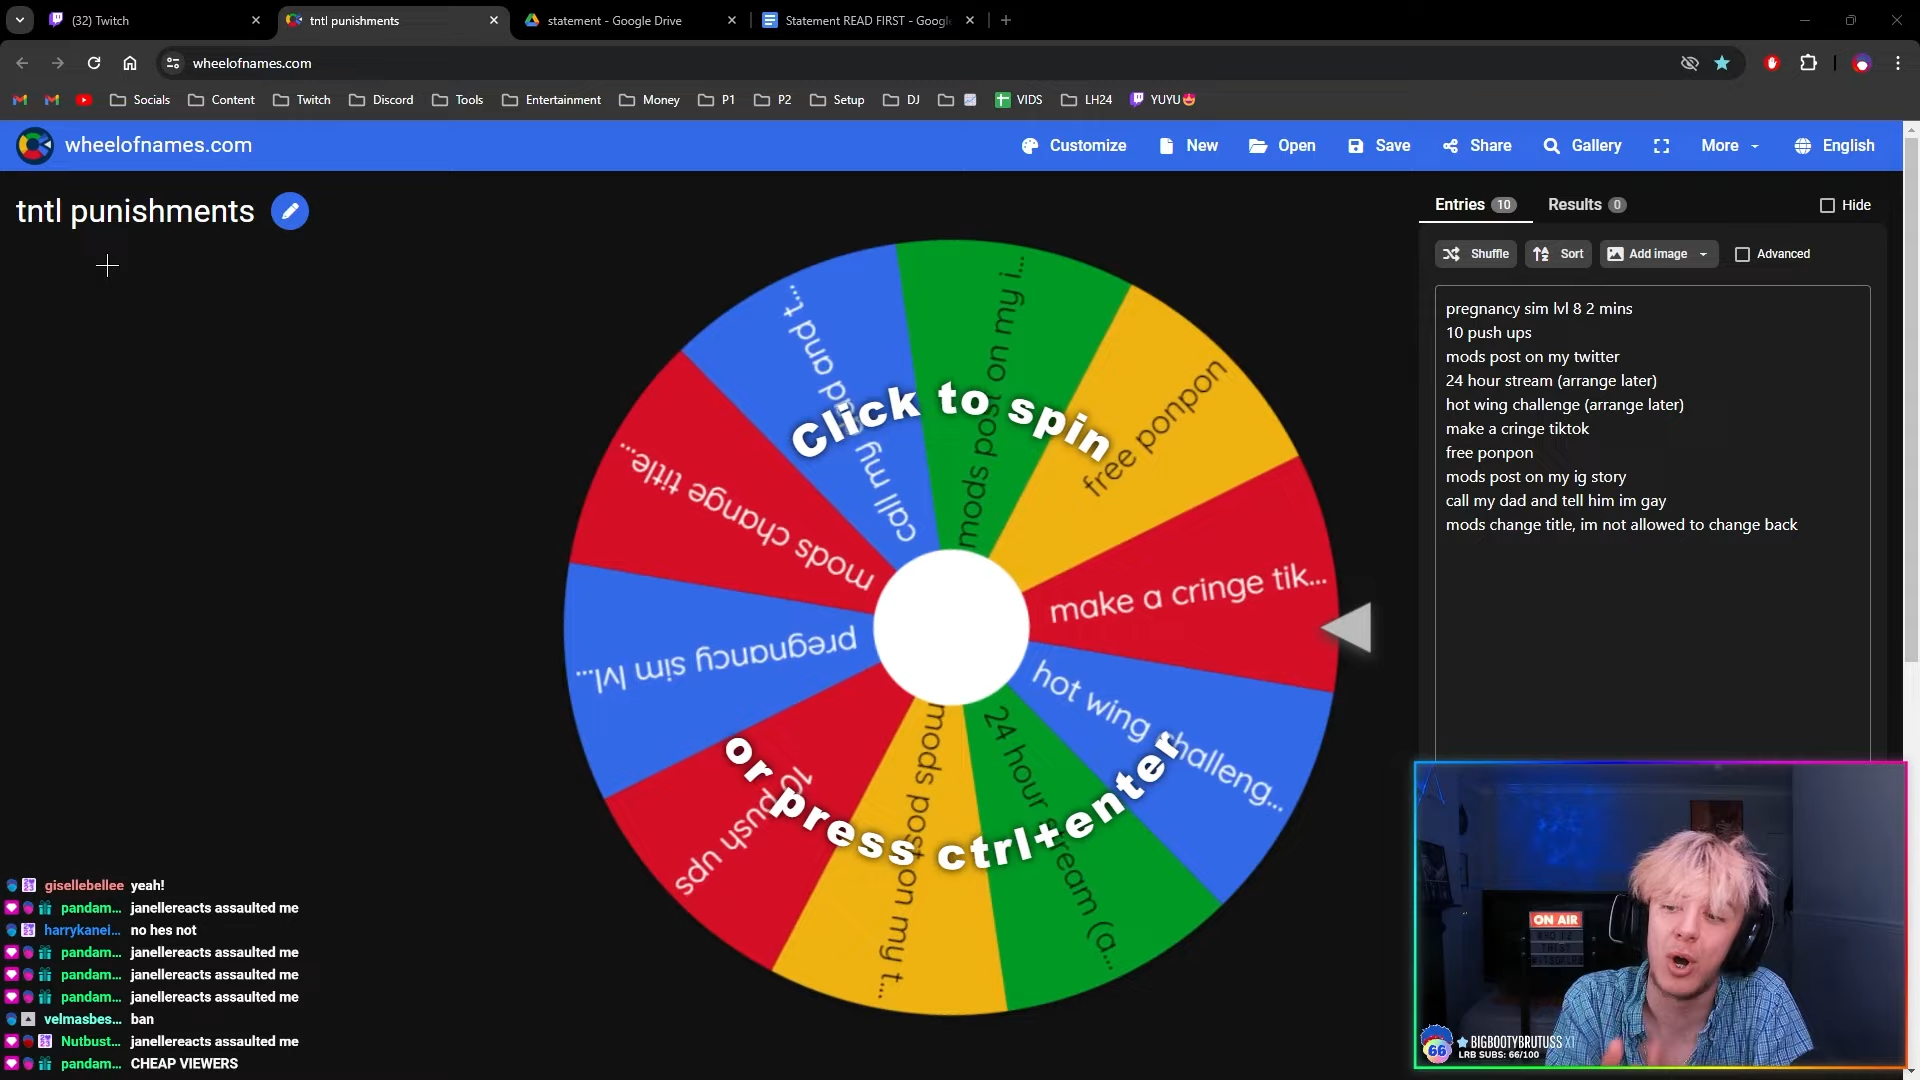 (32) Twitch
tntl punishments
statement - Google Drive
Statement READ FIRST - Google
wheelofnames.com
Socials
Content
Twitch
Discord
Tools
Entertainment
Money
P1
P2
Setup
DJ
VIDS
LH24
YUYU😍
wheelofnames.com
Customize
New
Open
Save
Share
Gallery
More
English
tntl punishments
Entries 10
Results 0
Hide
Shuffle
Sort
Add image
Advanced
pregnancy sim lvl 8 2 mins
10 push ups
mods post on my twitter
24 hour stream (arrange later)
hot wing challenge (arrange later)
make a cringe tiktok
free ponpon
mods post on my ig story
call my dad and tell him im gay
mods change title, im not allowed to change back
Click to spin
or press ctrl+enter
mods post on my i...
free ponpon
make a cringe tik...
hot wing challeng...
24 hour stream (a...
mods post on my t...
10 push ups
pregnancy sim lvl...
mods change title...
call my dad and t...
gisellebellee yeah!
pandam... janellereacts assaulted me
harrykanei... no hes not
pandam... janellereacts assaulted me
pandam... janellereacts assaulted me
pandam... janellereacts assaulted me
velmasbes... ban
Nutbust... janellereacts assaulted me
pandam... CHEAP VIEWERS
ON AIR
66
BIGBOOTYBRUTUSS XT
LRB SUBS: 66/100